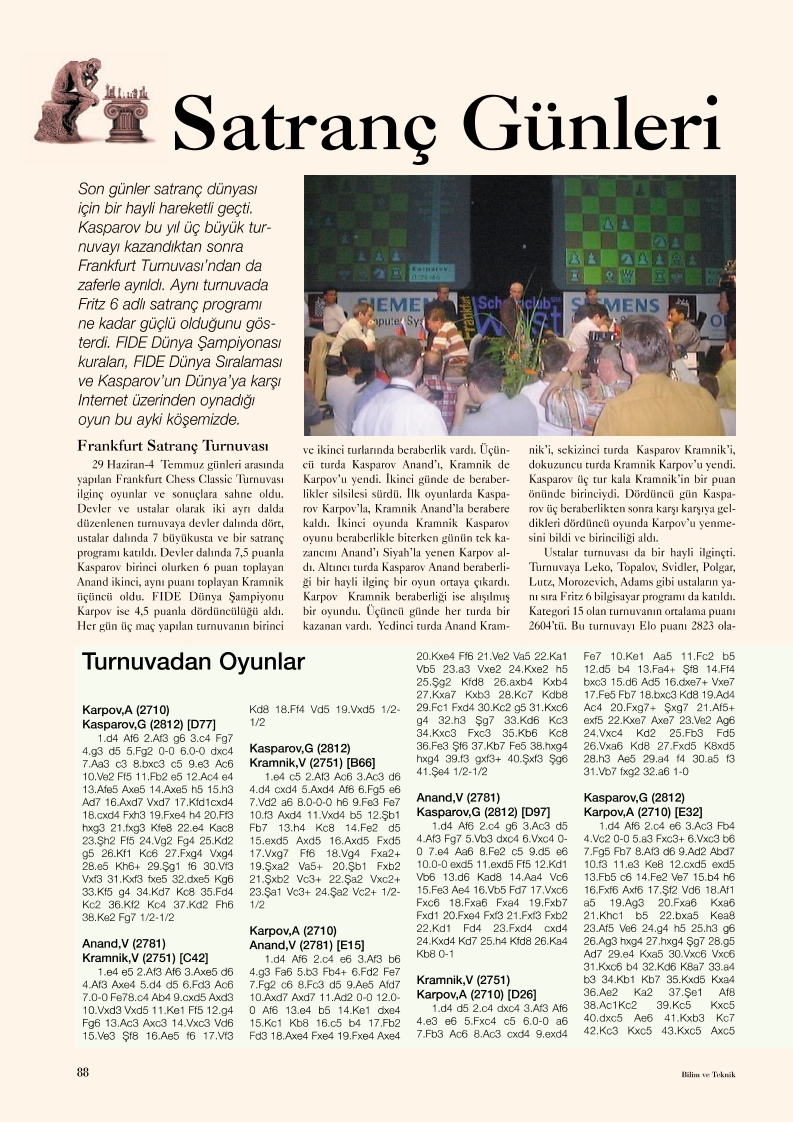 Satranç Günleri
Son günler satranç dünyası
için bir hayli hareketli geçti.
Kasparov bu yıl üç büyük tur-
nuvayı kazandıktan sonra
Frankfurt Turnuvası'ndan da
zaferle ayrıldı. Aynı turnuvada
Fritz 6 adlı satranç programı
ne kadar güçlü olduğunu gös-
terdi. FIDE Dünya Şampiyonası
kuraları, FIDE Dünya Sıralaması
ve Kasparov'un Dünya'ya karşı
Internet üzerinden oynadığı
oyun bu ayki köşemizde.
Kasparov,
SIEMENS
Computer Sys
Frankfurt
Schachclub
West
SIEMENS
Frankfurt Satranç Turnuvası
29 Haziran-4 Temmuz günleri arasında
yapılan Frankfurt Chess Classic Turnuvası
ilginç oyunlar ve sonuçlara sahne oldu.
Devler ve ustalar olarak iki ayrı dalda
düzenlenen turnuvaya devler dalında dört,
ustalar dalında 7 büyükusta ve bir satranç
programı katıldı. Devler dalında 7,5 puanla
Kasparov birinci olurken 6 puan toplayan
Anand ikinci, aynı puanı toplayan Kramnik
üçüncü oldu. FIDE Dünya Şampiyonu
Karpov ise 4,5 puanla dördüncülüğü aldı.
Her gün üç maç yapılan turnuvanın birinci
ve ikinci turlarında beraberlik vardı. Üçün-
cü turda Kasparov Anand'ı, Kramnik de
Karpov'u yendi. İkinci günde de beraber-
likler silsilesi sürdü. İlk oyunlarda Kaspa-
rov Karpov'la, Kramnik Anand'la berabere
kaldı. İkinci oyunda Kramnik Kasparov
oyunu beraberlikle biterken günün tek ka-
zancını Anand'ı Siyah'la yenen Karpov al-
dı. Altıncı turda Kasparov Anand beraberli-
ği bir hayli ilginç bir oyun ortaya çıkardı.
Karpov Kramnik beraberliği ise alışılmış
bir oyundu. Üçüncü günde her turda bir
kazanan vardı. Yedinci turda Anand Kram-
nik'i, sekizinci turda Kasparov Kramnik'i,
dokuzuncu turda Kramnik Karpov'u yendi.
Kasparov üç tur kala Kramnik'in bir puan
önünde birinciydi. Dördüncü gün Kaspa-
rov üç beraberlikten sonra karşı karşıya gel-
dikleri dördüncü oyunda Karpov'u yenme-
sini bildi ve birinciliği aldı.
Ustalar turnuvası da bir hayli ilginçti.
Turnuvaya Leko, Topalov, Svidler, Polgar,
Lutz, Morozevich, Adams gibi ustaların ya-
nı sıra Fritz 6 bilgisayar programı da katıldı.
Kategori 15 olan turnuvanın ortalama puanı
2604'tü. Bu turnuvayı Elo puanı 2823 ola-
Turnuvadan Oyunlar
Karpov,A (2710)
Kasparov,G (2812) [D77]
1.d4 Af6 2.Af3 g6 3.c4 Fg7
4.g3 d5 5.Fg2 0-0 6.0-0 dxc4
7.Aa3 c3 8.bxc3 c5 9.e3 Ac6
10.Ve2 Ff5 11.Fb2 e5 12.Ac4 e4
13.Afe5 Axe5 14.Axe5 h5 15.h3
Ad7 16.Axd7 Vxd7 17.Kfd1cxd4
18.cxd4 Fxh3 19.Fxe4 h4 20.Ff3
hxg3 21.fxg3 Kfe8 22.e4 Kac8
23.Şh2 Ff5 24.Vg2 Fg4 25.Kd2
g5 26.Kf1 Kc6 27.Fxg4 Vxg4
28.e5 Kh6+ 29.Şg1 f6 30.Vf3
Vxf3 31.Kxf3 fxe5 32.dxe5 Kg6
33.Kf5 g4 34.Kd7 Kc8 35.Fd4
Kc2 36.Kf2 Kc4 37.Kd2 Fh6
38.Ke2 Fg7 1/2-1/2
Anand,V (2781)
Kramnik,V (2751) [C42]
1.e4 e5 2.Af3 Af6 3.Axe5 d6
4.Af3 Axe4 5.d4 d5 6.Fd3 Ac6
7.0-0 Fe78.c4 Ab4 9.cxd5 Axd3
10.Vxd3 Vxd5 11.Ke1 Ff5 12.g4
Fg6 13.Ac3 Axc3 14.Vxc3 Vd6
15.Ve3 Şf8 16.Ae5 f6 17.Vf3
Kd8 18.Ff4 Vd5 19.Vxd5 1/2-
1/2
Kasparov,G (2812)
Kramnik,V (2751) [B66]
1.e4 c5 2.Af3 Ac6 3.Ac3 d6
4.d4 cxd4 5.Axd4 Af6 6.Fg5 e6
7.Vd2 a6 8.0-0-0 h6 9.Fe3 Fe7
10.f3 Axd4 11.Vxd4 b5 12.Şb1
Fb7 13.h4 Kc8 14.Fe2 d5
15.exd5 Axd5 16.Axd5 Fxd5
17.Vxg7 Ff6 18.Vg4 Fxa2+
19.Şxa2 Va5+ 20.Şb1 Fxb2
21.Şxb2 Vc3+ 22.Şa2 Vxc2+
23.Şa1 Vc3+ 24.Şa2 Vc2+ 1/2-
1/2
Karpov,A (2710)
Anand,V (2781) [E15]
1.d4 Af6 2.c4 e6 3.Af3 b6
4.g3 Fa6 5.b3 Fb4+ 6.Fd2 Fe7
7.Fg2 c6 8.Fc3 d5 9.Ae5 Afd7
10.Axd7 Axd7 11.Ad2 0-0 12.0-
0 Af6 13.e4 b5 14.Ke1 dxe4
15.Kc1 Kb8 16.c5 b4 17.Fb2
Fd3 18.Axe4 Fxe4 19.Fxe4 Axe4
20.Kxe4 Ff6 21.Ve2 Va5 22.Ka1
Vb5 23.a3 Vxe2 24.Kxe2 h5
25.Şg2 Kfd8 26.axb4 Kxb4
27.Kxa7 Kxb3 28.Kc7 Kdb8
29.Fc1 Fxd4 30.Kc2 g5 31.Kxc6
g4 32.h3 Şg7 33.Kd6 Kc3
34.Kxc3 Fxc3 35.Kb6 Kc8
36.Fe3 Şf6 37.Kb7 Fe5 38.hxg4
hxg4 39.f3 gxf3+ 40.Şxf3 Şg6
41.Şe4 1/2-1/2
Anand,V (2781)
Kasparov,G (2812) [D97]
1.d4 Af6 2.c4 g6 3.Ac3 d5
4.Af3 Fg7 5.Vb3 dxc4 6.Vxc4 0-
0 7.e4 Aa6 8.Fe2 c5 9.d5 e6
10.0-0 exd5 11.exd5 Ff5 12.Kd1
Vb6 13.d6 Kad8 14.Aa4 Vc6
15.Fe3 Ae4 16.Vb5 Fd7 17.Vxc6
Fxc6 18.Fxa6 Fxa4 19.Fxb7
Fxd1 20.Fxe4 Fxf3 21.Fxf3 Fxb2
22.Kd1 Fd4 23.Fxd4 cxd4
24.Kxd4 Kd7 25.h4 Kfd8 26.Ka4
Kb8 0-1
Kramnik,V (2751)
Karpov,A (2710) [D26]
1.d4 d5 2.c4 dxc4 3.Af3 Af6
4.e3 e6 5.Fxc4 c5 6.0-0 a6
7.Fb3 Ac6 8.Ac3 cxd4 9.exd4
Fe7 10.Ke1 Aa5 11.Fc2 b5
12.d5 b4 13.Fa4+ Şf8 14.Ff4
bxc3 15.d6 Ad5 16.dxe7+ Vxe7
17.Fe5 Fb7 18.bxc3 Kd8 19.Ad4
Ac4 20.Fxg7+ Şxg7 21.Af5+
exf5 22.Kxe7 Axe7 23.Ve2 Ag6
24.Vxc4 Kd2 25.Fb3 Fd5
26.Vxa6 Kd8 27.Fxd5 K8xd5
28.h3 Ae5 29.a4 f4 30.a5 f3
31.Vb7 fxg2 32.a6 1-0
Kasparov,G (2812)
Karpov,A (2710) [E32]
1.d4 Af6 2.c4 e6 3.Ac3 Fb4
4.Vc2 0-0 5.a3 Fxc3+ 6.Vxc3 b6
7.Fg5 Fb7 8.Af3 d6 9.Ad2 Abd7
10.f3 11.e3 Ke8 12.cxd5 exd5
13.Fb5 c6 14.Fe2 Ve7 15.b4 h6
16.Fxf6 Axf6 17.Şf2 Vd6 18.Af1
a5 19.Ag3 20.Fxa6 Kxa6
21.Khc1 b5 22.bxa5 Kea8
23.Af5 Ve6 24.g4 h5 25.h3 g6
26.Ag3 hxg4 27.hxg4 Şg7 28.g5
Ad7 29.e4 Kxa5 30.Vxc6 Vxc6
31.Kxc6 b4 32.Kd6 K8a7 33.a4
b3 34.Kb1 Kb7 35.Kxd5 Kxa4
36.Ae2 Ka2 37.Şe1 Af8
38.Ac1Kc2 39.Kc5 Kxc5
40.dxc5 Ae6 41.Kxb3 Kc7
42.Kc3 Kxc5 43.Kxc5 Axc5
88
Bilim ve Teknik